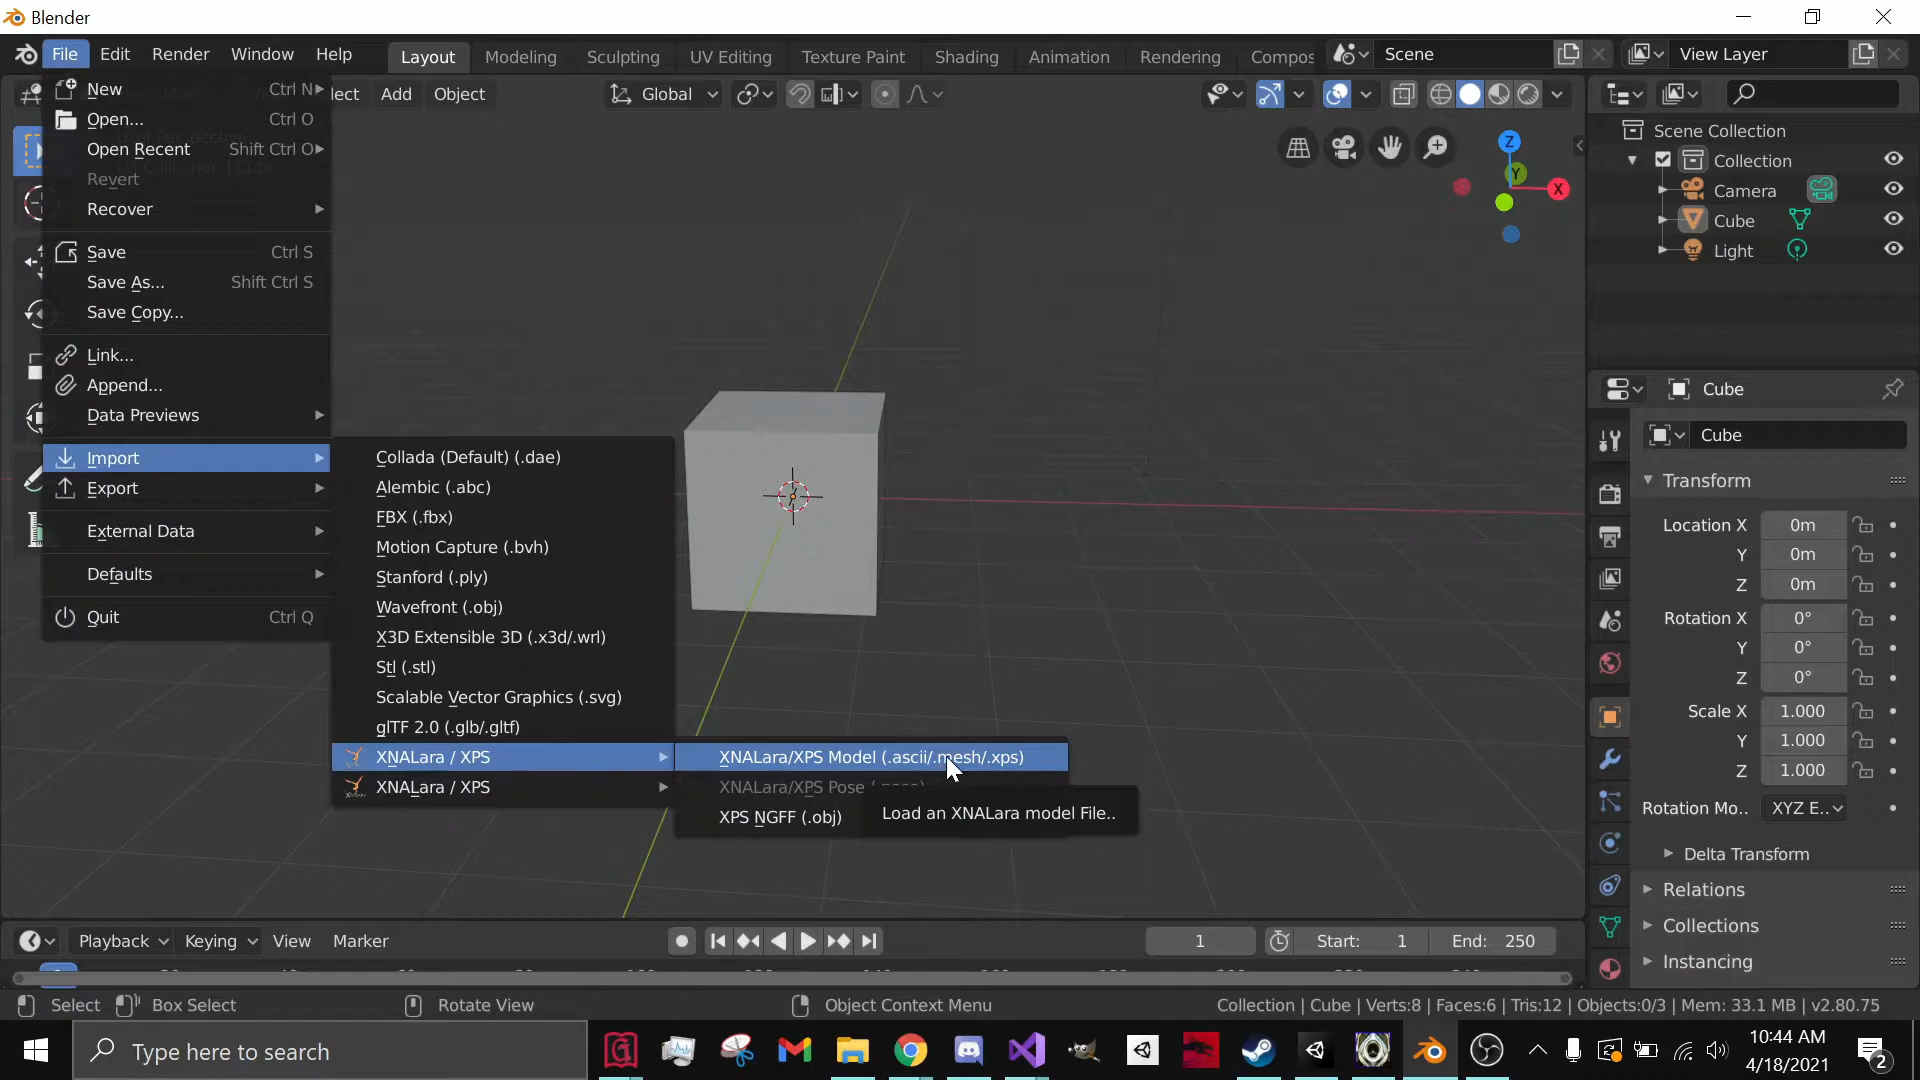 Blender
File Edit Render Window Help Layout Modeling Sculpting UV Editing Texture Paint Shading Animation Rendering Compos Scene View Layer
lect Add Object Global
New Ctrl N
Open... Ctrl O
Open Recent Shift Ctrl O
Revert
Recover
Save Ctrl S
Save As... Shift Ctrl S
Save Copy...
Link...
Append...
Data Previews
Import
Export
External Data
Defaults
Quit Ctrl Q
Collada (Default) (.dae)
Alembic (.abc)
FBX (.fbx)
Motion Capture (.bvh)
Stanford (.ply)
Wavefront (.obj)
X3D Extensible 3D (.x3d/.wrl)
Stl (.stl)
Scalable Vector Graphics (.svg)
glTF 2.0 (.glb/.gltf)
XNALara / XPS
XNALara / XPS
XNALara/XPS Model (.ascii/.mesh/.xps)
XNALara/XPS Pose
XPS NGFF (.obj)
Load an XNALara model File..
Z
Y
X
Scene Collection
Collection
Camera
Cube
Light
Cube
Cube
Transform
Location X 0m
Y 0m
Z 0m
Rotation X 0°
Y 0°
Z 0°
Scale X 1.000
Y 1.000
Z 1.000
Rotation Mo.. XYZ E..
Delta Transform
Relations
Collections
Instancing
Playback Keying View Marker 1 Start: 1 End: 250
Select Box Select Rotate View Object Context Menu Collection | Cube | Verts:8 | Faces:6 | Tris:12 | Objects:0/3 | Mem: 33.1 MB | v2.80.75
Type here to search
10:44 AM
4/18/2021
2